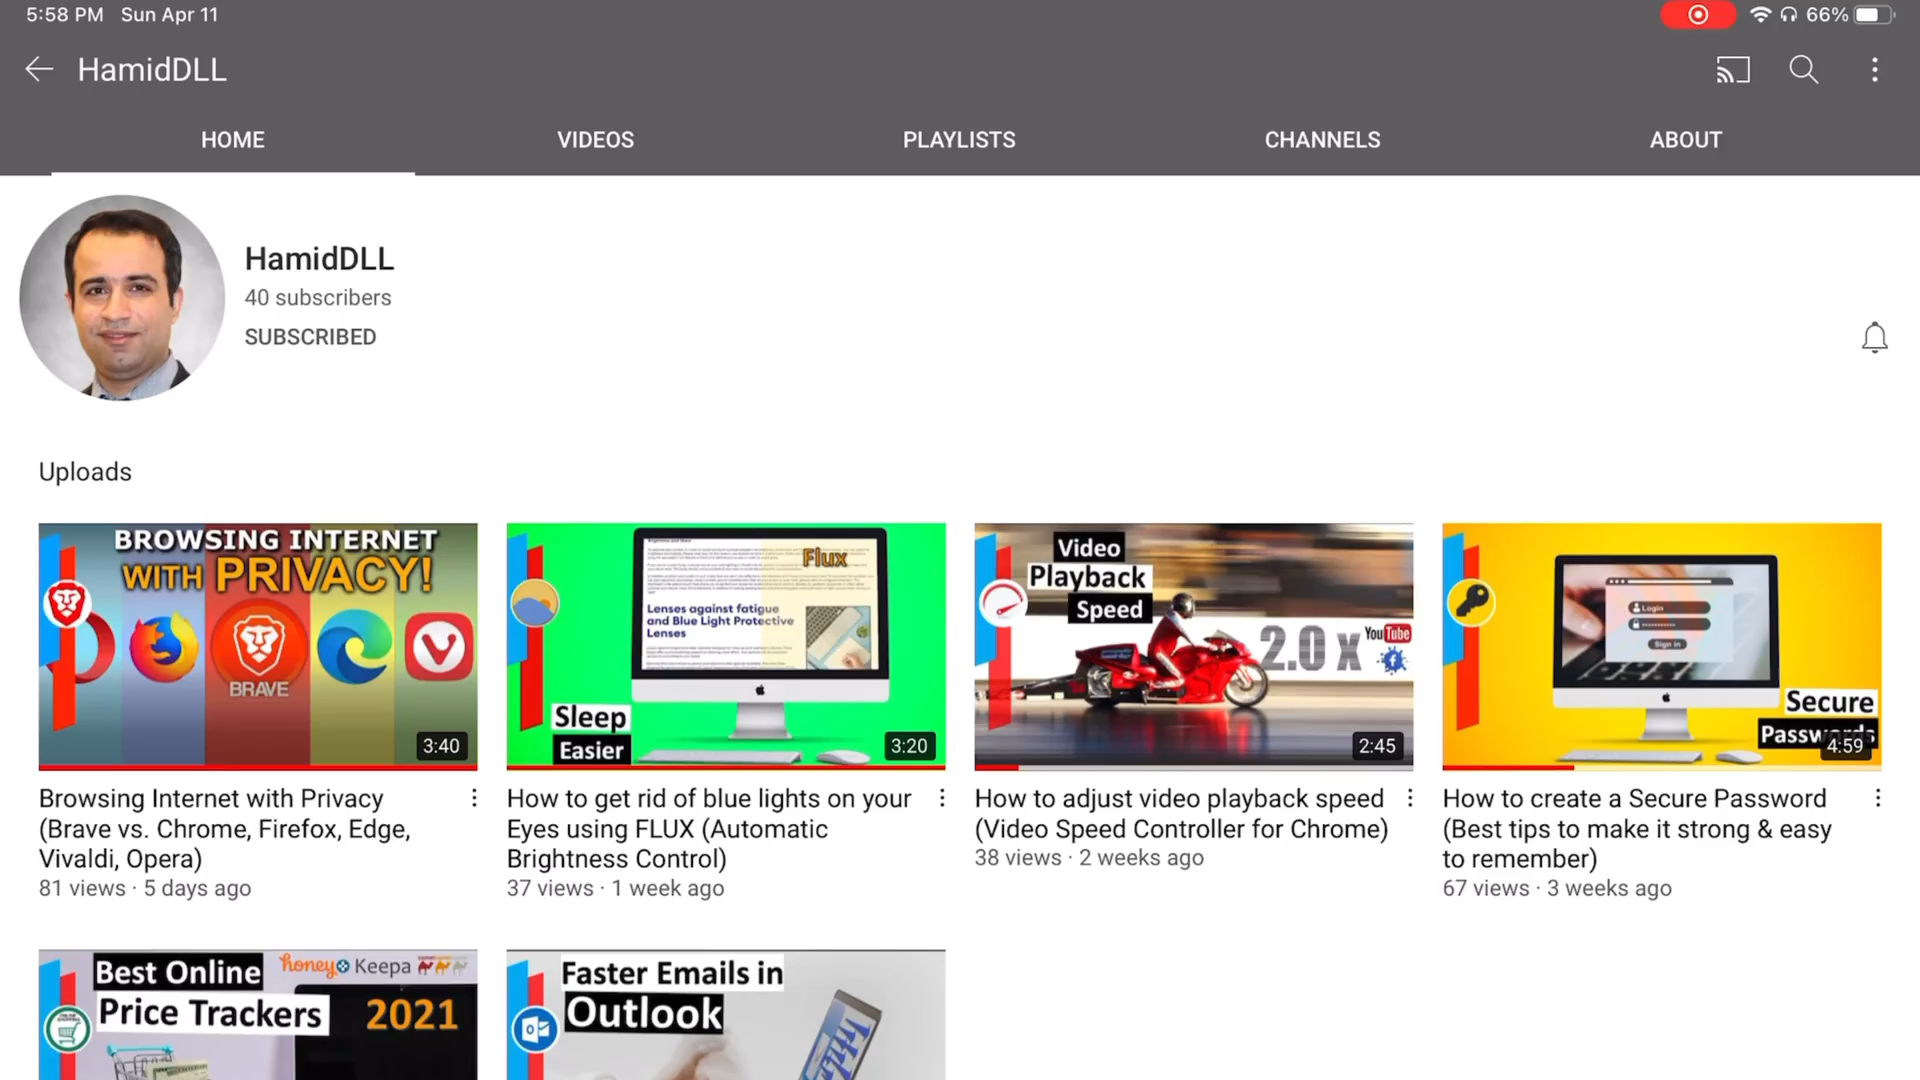 5:58 PM Sun Apr 11
66%
HamidDLL
HOME VIDEOS PLAYLISTS CHANNELS ABOUT
HamidDLL
40 subscribers
SUBSCRIBED
Uploads
BROWSING INTERNET
WITH PRIVACY!
BRAVE
3:40
Flux
Lenses against fatigue
and Blue Light Protective
Lenses
Sleep
Easier
3:20
Video
Playback
Speed
2.0 x
YouTube
2:45
Login
Sign in
Secure
Passwords
4:59
Browsing Internet with Privacy
(Brave vs. Chrome, Firefox, Edge,
Vivaldi, Opera)
81 views · 5 days ago
How to get rid of blue lights on your
Eyes using FLUX (Automatic
Brightness Control)
37 views · 1 week ago
How to adjust video playback speed
(Video Speed Controller for Chrome)
38 views · 2 weeks ago
How to create a Secure Password
(Best tips to make it strong & easy
to remember)
67 views · 3 weeks ago
Best Online
Price Trackers
honey Keepa
2021
Faster Emails in
Outlook